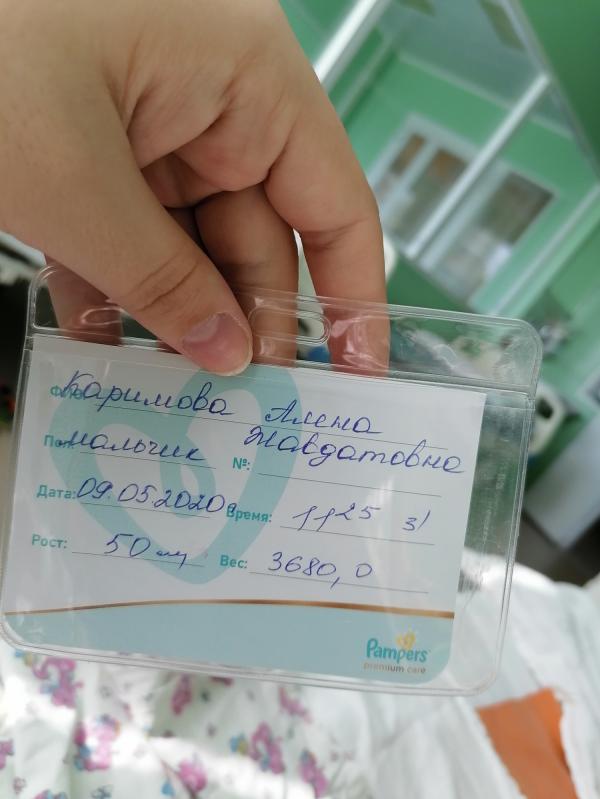 ФИО: Каримова Алена
Жавдатовна
Пол: мальчик №:
Дата: 09.05.2020г. Время: 11 25 з/
Рост: 50 см Вес: 3680,0
Pampers
premium care